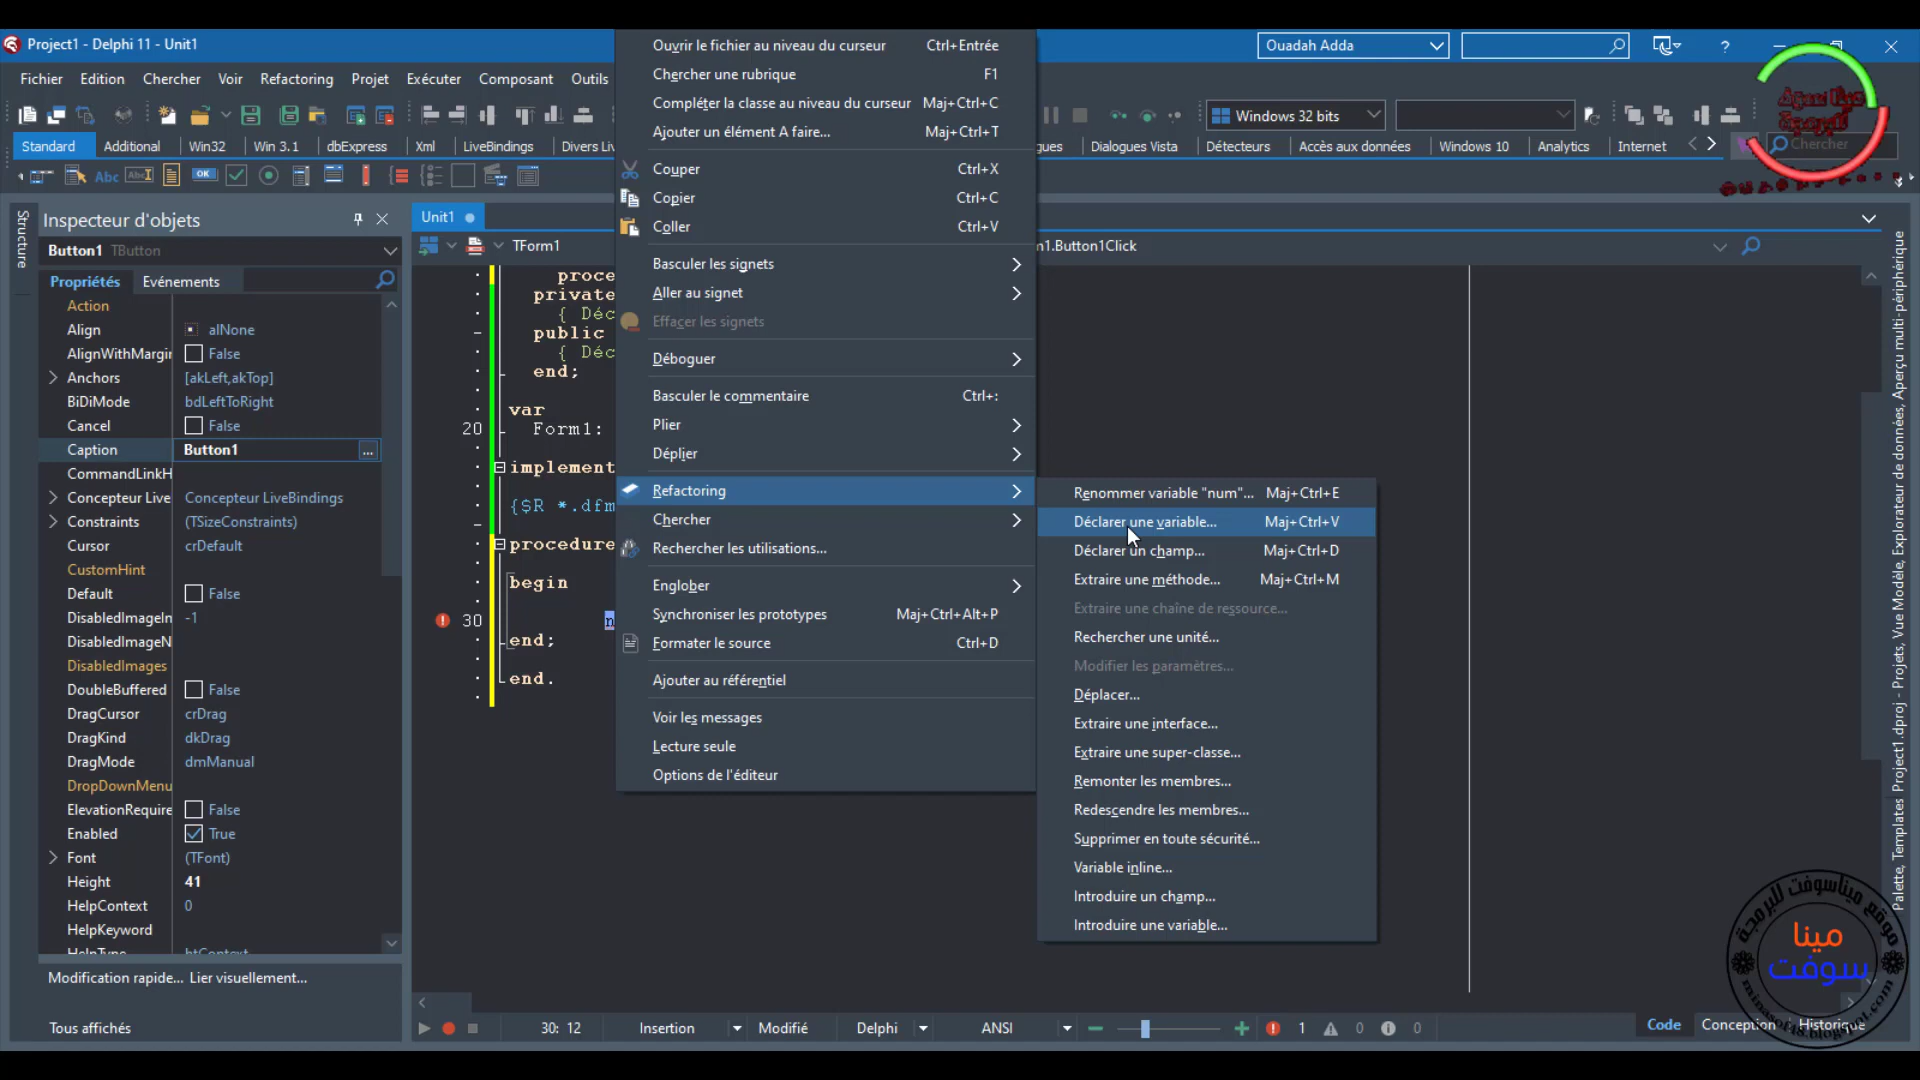 Project1 - Delphi 11 - Unit1
Ouadah Adda
?
Fichier Edition Chercher Voir Refactoring Projet Exécuter Composant Outils
Windows 32 bits
Standard Additional Win32 Win 3.1 dbExpress Xml LiveBindings Divers Li
gues Dialogues Vista Détecteurs Accès aux données Windows 10 Analytics Internet
Chercher
Abc OK
Structure
Inspecteur d'objets
Button1 TButton
Propriétés Evénements
Action
Align alNone
AlignWithMargin False
Anchors [akLeft,akTop]
BiDiMode bdLeftToRight
Cancel False
Caption Button1 ...
CommandLinkH
Concepteur Live Concepteur LiveBindings
Constraints (TSizeConstraints)
Cursor crDefault
CustomHint
Default False
DisabledImageIn -1
DisabledImageN
DisabledImages
DoubleBuffered False
DragCursor crDrag
DragKind dkDrag
DragMode dmManual
DropDownMenu
ElevationRequire False
Enabled True
Font (TFont)
Height 41
HelpContext 0
HelpKeyword
HelpType htContext
Modification rapide... Lier visuellement...
Tous affichés
Unit1
TForm1
m1.Button1Click
proce
private
{ Déc
public
{ Déc
end;
var
20 Form1:
implement
{$R *.dfm
procedure
begin
30 n
end;
end.
Ouvrir le fichier au niveau du curseur Ctrl+Entrée
Chercher une rubrique F1
Compléter la classe au niveau du curseur Maj+Ctrl+C
Ajouter un élément A faire... Maj+Ctrl+T
Couper Ctrl+X
Copier Ctrl+C
Coller Ctrl+V
Basculer les signets
Aller au signet
Effacer les signets
Déboguer
Basculer le commentaire Ctrl+:
Plier
Déplier
Refactoring
Chercher
Rechercher les utilisations...
Englober
Synchroniser les prototypes Maj+Ctrl+Alt+P
Formater le source Ctrl+D
Ajouter au référentiel
Voir les messages
Lecture seule
Options de l'éditeur
Renommer variable "num"... Maj+Ctrl+E
Déclarer une variable... Maj+Ctrl+V
Déclarer un champ... Maj+Ctrl+D
Extraire une méthode... Maj+Ctrl+M
Extraire une chaîne de ressource...
Rechercher une unité...
Modifier les paramètres...
Déplacer...
Extraire une interface...
Extraire une super-classe...
Remonter les membres...
Redescendre les membres...
Supprimer en toute sécurité...
Variable inline...
Introduire un champ...
Introduire une variable...
Palette, Templates Project1.dproj - Projets, Vue Modèle, Explorateur de données, Aperçu multi-périphérique
30: 12 Insertion Modifié Delphi ANSI 1 0 0
Code Conception Historique
موقع ميناسوفت للبرمجة
مينا
سوفت